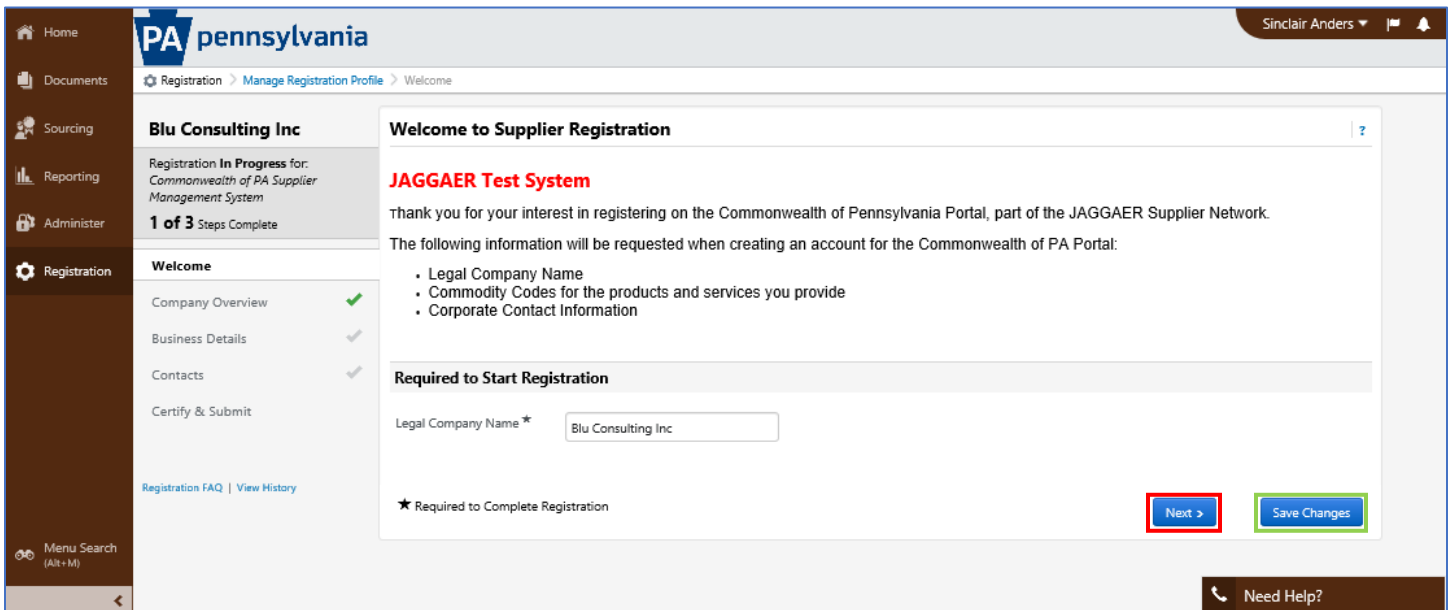 Home
Documents
Sourcing
Reporting
Administer
Registration
Menu Search
(Alt+M)
PA pennsylvania
Sinclair Anders
Registration > Manage Registration Profile > Welcome
Blu Consulting Inc
Registration In Progress for:
Commonwealth of PA Supplier
Management System
1 of 3 Steps Complete
Welcome
Company Overview
Business Details
Contacts
Certify & Submit
Registration FAQ | View History
Welcome to Supplier Registration
?
JAGGAER Test System
Thank you for your interest in registering on the Commonwealth of Pennsylvania Portal, part of the JAGGAER Supplier Network.
The following information will be requested when creating an account for the Commonwealth of PA Portal:
• Legal Company Name
• Commodity Codes for the products and services you provide
• Corporate Contact Information
Required to Start Registration
Legal Company Name ★ Blu Consulting Inc
★ Required to Complete Registration
Next >
Save Changes
Need Help?